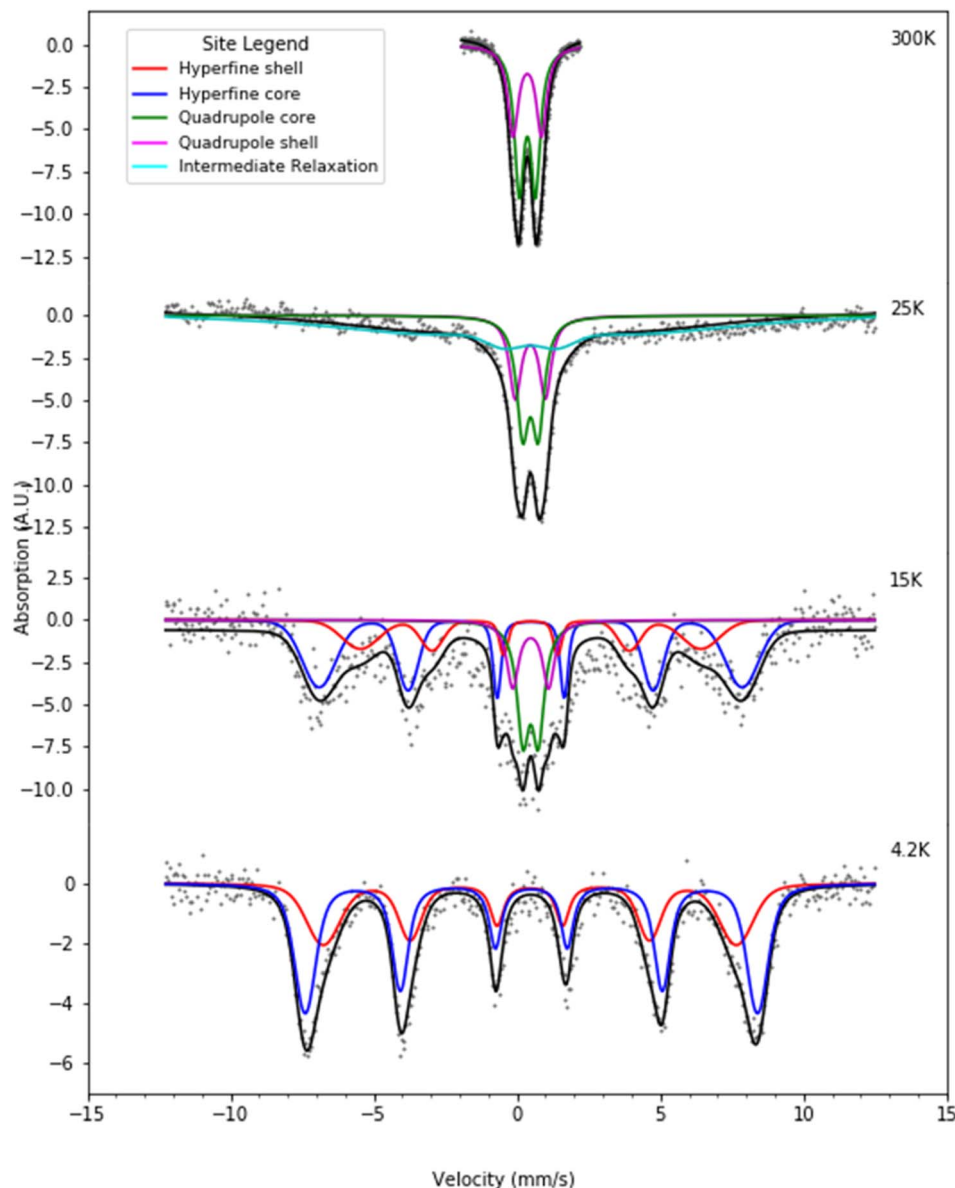 Site Legend
Hyperfine shell
Hyperfine core
Quadrupole core
Quadrupole shell
Intermediate Relaxation
300K
0.0
−2.5
−5.0
−7.5
−10.0
−12.5
25K
0.0
−2.5
−5.0
−7.5
−10.0
−12.5
Absorption (A.U.)
15K
2.5
0.0
−2.5
−5.0
−7.5
−10.0
4.2K
0
−2
−4
−6
−15 −10 −5 0 5 10 15
Velocity (mm/s)